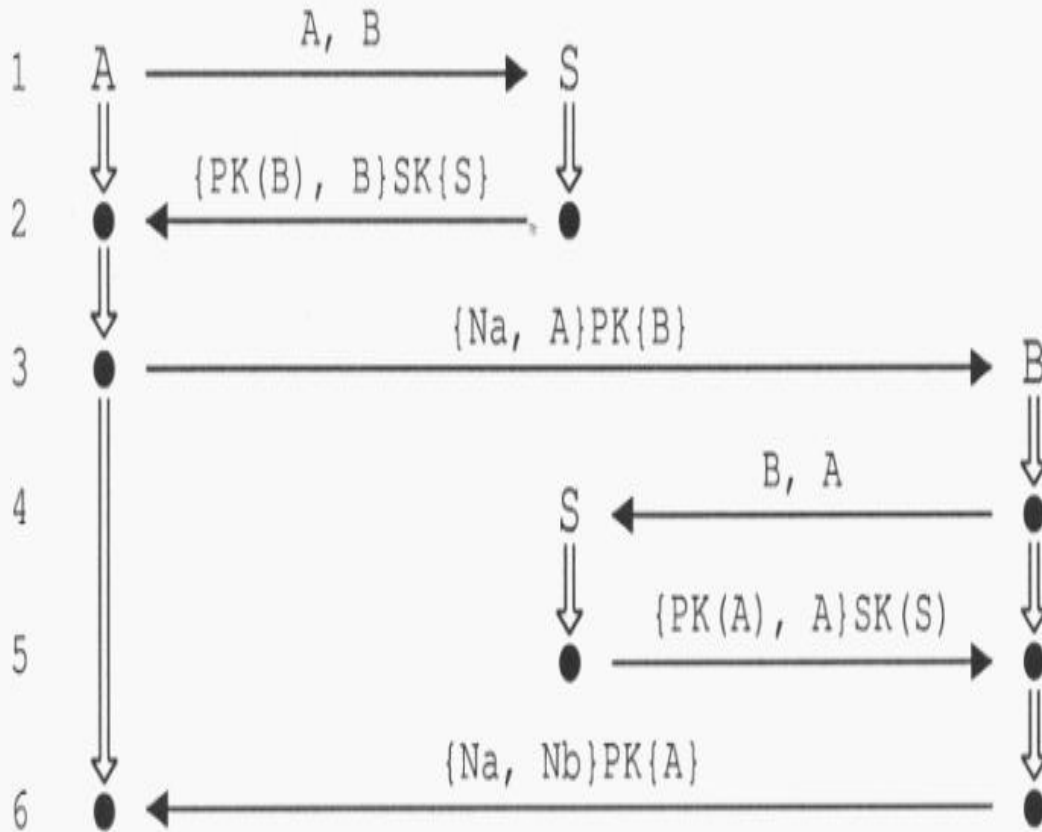 A, B
1 A S
{PK(B), B}SK{S}
2
{Na, A}PK{B}
3 B
B, A
4 S
{PK(A), A}SK(S)
5
{Na, Nb}PK{A}
6